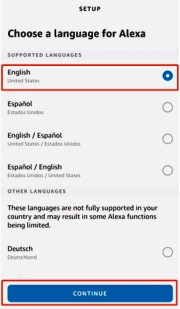 SETUP
Choose a language for Alexa
SUPPORTED LANGUAGES
English
United States
Español
Estados Unidos
English / Español
United States / Estados Unidos
Español / English
Estados Unidos / United States
OTHER LANGUAGES
These languages are not fully supported in your
country and may result in some Alexa functions
being limited.
Deutsch
Deutschland
CONTINUE